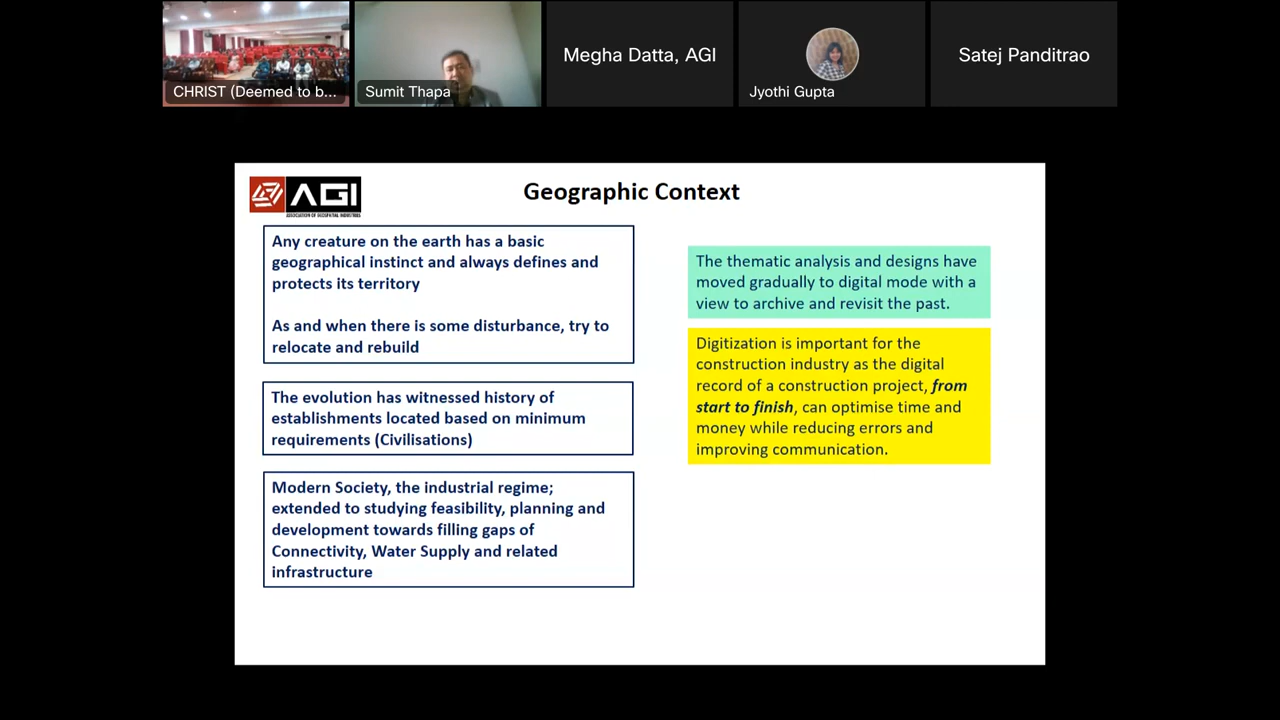 CHRIST (Deemed to b...
Sumit Thapa
Megha Datta, AGI
Jyothi Gupta
Satej Panditrao
AGI
ASSOCIATION OF GEOSPATIAL INDUSTRIES
Geographic Context
Any creature on the earth has a basic
geographical instinct and always defines and
protects its territory
As and when there is some disturbance, try to
relocate and rebuild
The evolution has witnessed history of
establishments located based on minimum
requirements (Civilisations)
Modern Society, the industrial regime;
extended to studying feasibility, planning and
development towards filling gaps of
Connectivity, Water Supply and related
infrastructure
The thematic analysis and designs have
moved gradually to digital mode with a
view to archive and revisit the past.
Digitization is important for the
construction industry as the digital
record of a construction project, from
start to finish, can optimise time and
money while reducing errors and
improving communication.